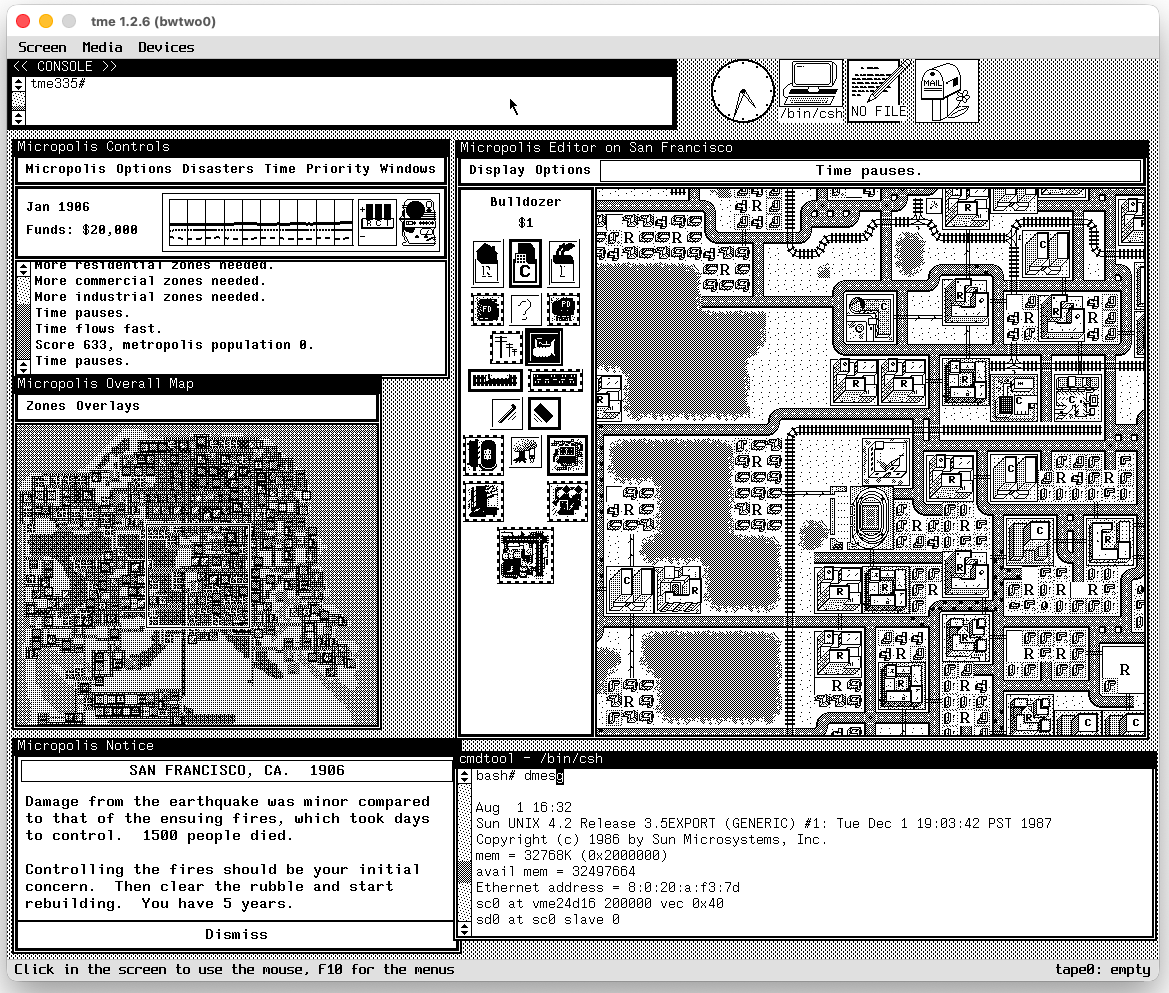 tme 1.2.6 (bwtwo0)
Screen Media Devices
<< CONSOLE >>
tme335#
/bin/csh
NO FILE
MAIL
Micropolis Controls
Micropolis Options Disasters Time Priority Windows
Jan 1906
Funds: $20,000
R C I
More residential zones needed.
More commercial zones needed.
More industrial zones needed.
Time pauses.
Time flows fast.
Score 633, metropolis population 0.
Time pauses.
Micropolis Overall Map
Zones Overlays
Micropolis Editor on San Francisco
Display Options
Time pauses.
Bulldozer
$1
R
C
I
FD
?
PD
Micropolis Notice
SAN FRANCISCO, CA.  1906
Damage from the earthquake was minor compared
to that of the ensuing fires, which took days
to control.  1500 people died.
Controlling the fires should be your initial
concern.  Then clear the rubble and start
rebuilding.  You have 5 years.
Dismiss
cmdtool - /bin/csh
bash# dmesg
Aug  1 16:32
Sun UNIX 4.2 Release 3.5EXPORT (GENERIC) #1: Tue Dec 1 19:03:42 PST 1987
Copyright (c) 1986 by Sun Microsystems, Inc.
mem = 32768K (0x2000000)
avail mem = 32497664
Ethernet address = 8:0:20:a:f3:7d
sc0 at vme24d16 200000 vec 0x40
sd0 at sc0 slave 0
Click in the screen to use the mouse, F10 for the menus
tape0: empty